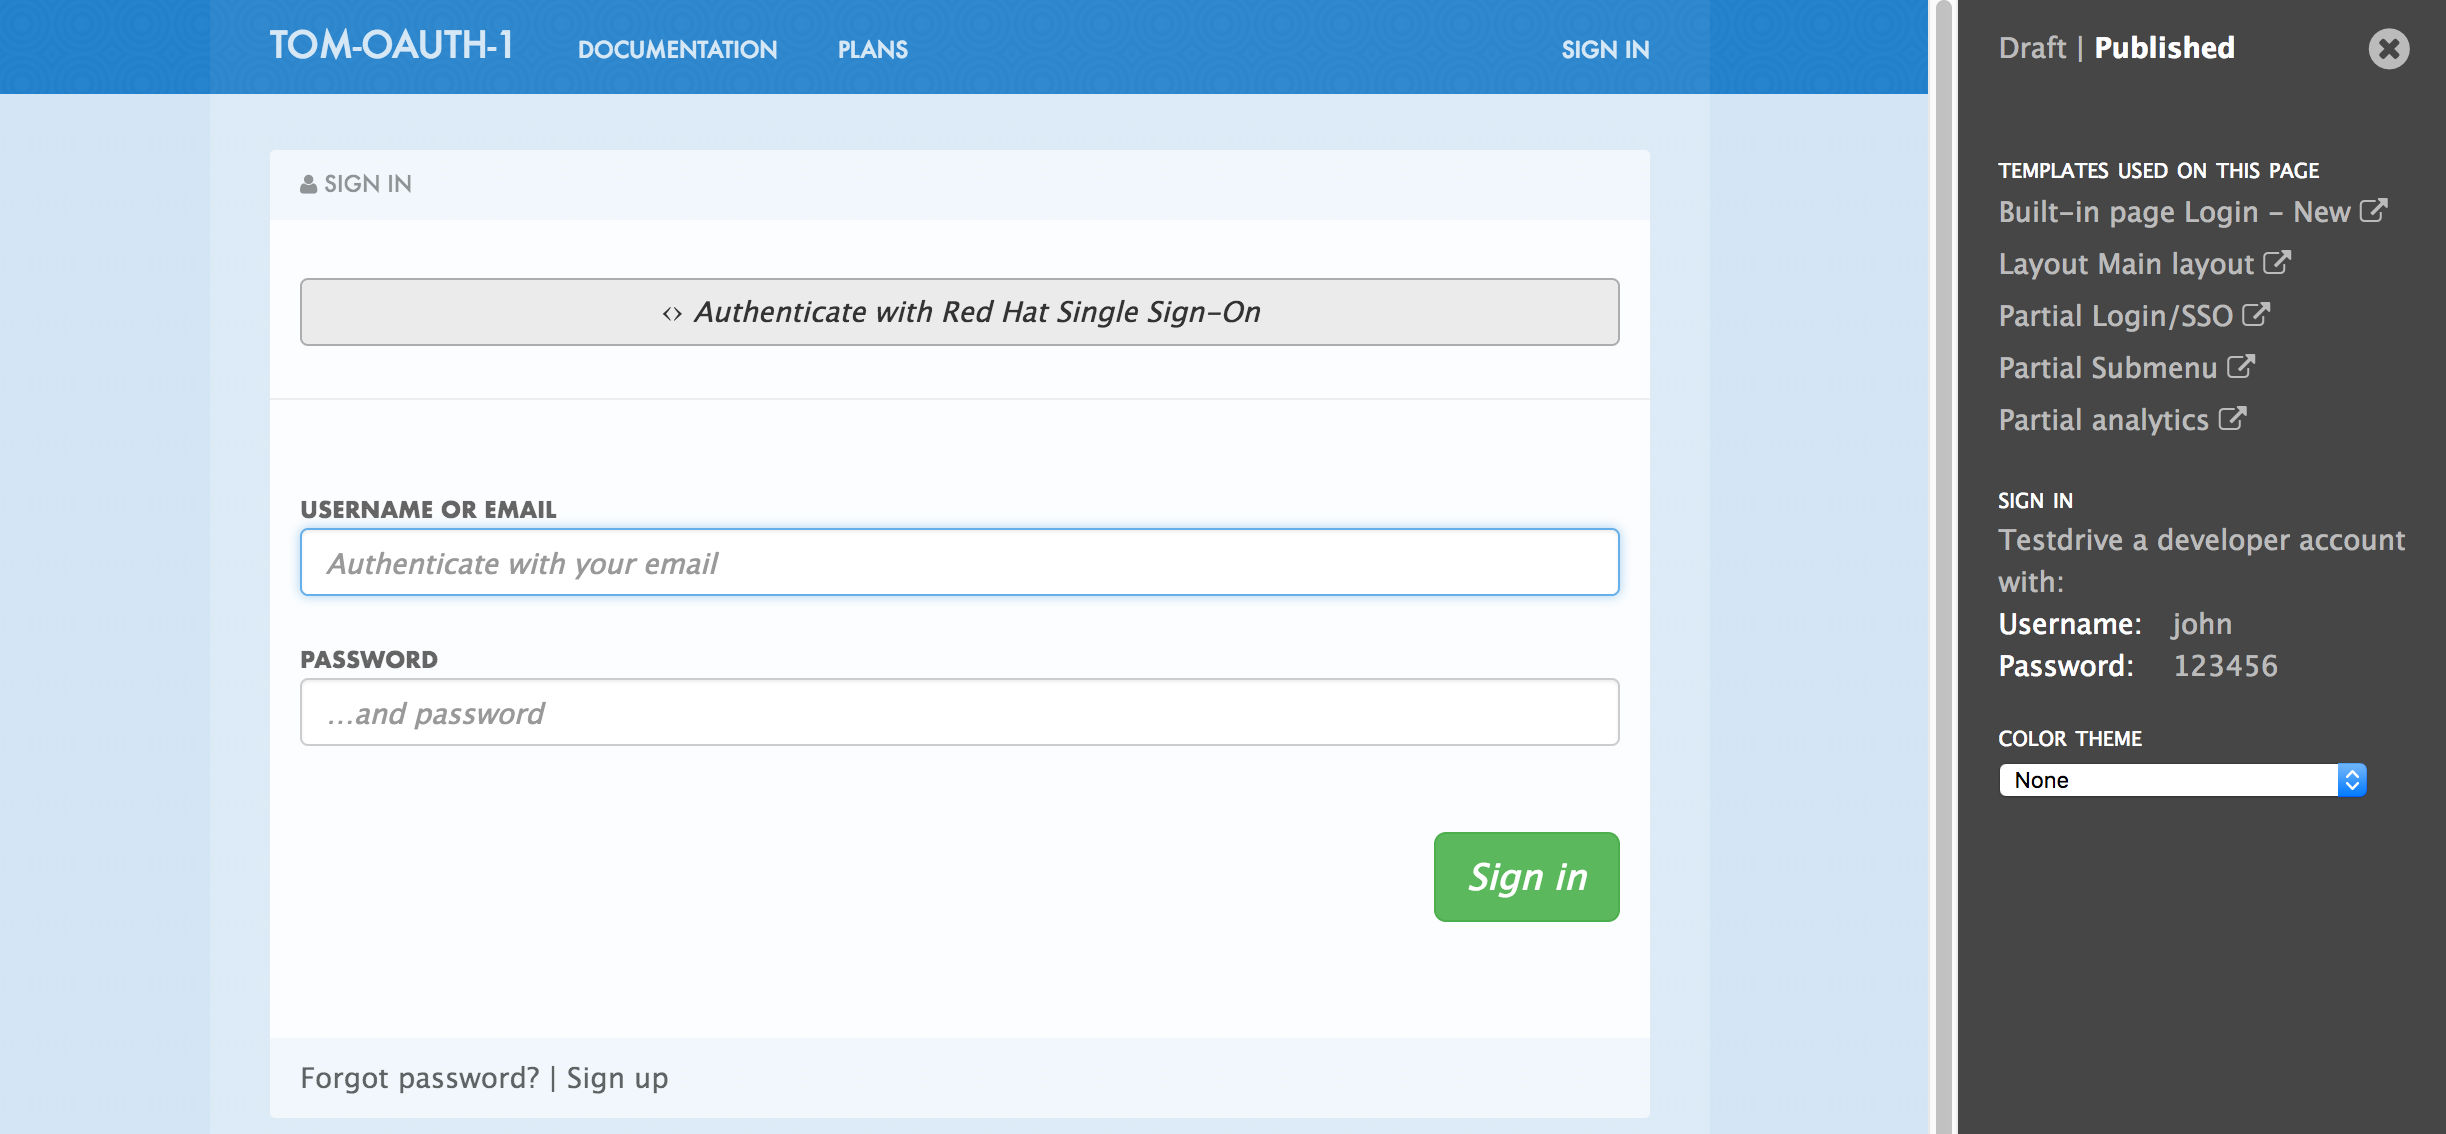 TOM-OAUTH-1 DOCUMENTATION PLANS SIGN IN
SIGN IN
<> Authenticate with Red Hat Single Sign-On
USERNAME OR EMAIL
Authenticate with your email
PASSWORD
...and password
Sign in
Forgot password? | Sign up
Draft | Published
TEMPLATES USED ON THIS PAGE
Built-in page Login - New
Layout Main layout
Partial Login/SSO
Partial Submenu
Partial analytics
SIGN IN
Testdrive a developer account
with:
Username: john
Password: 123456
COLOR THEME
None